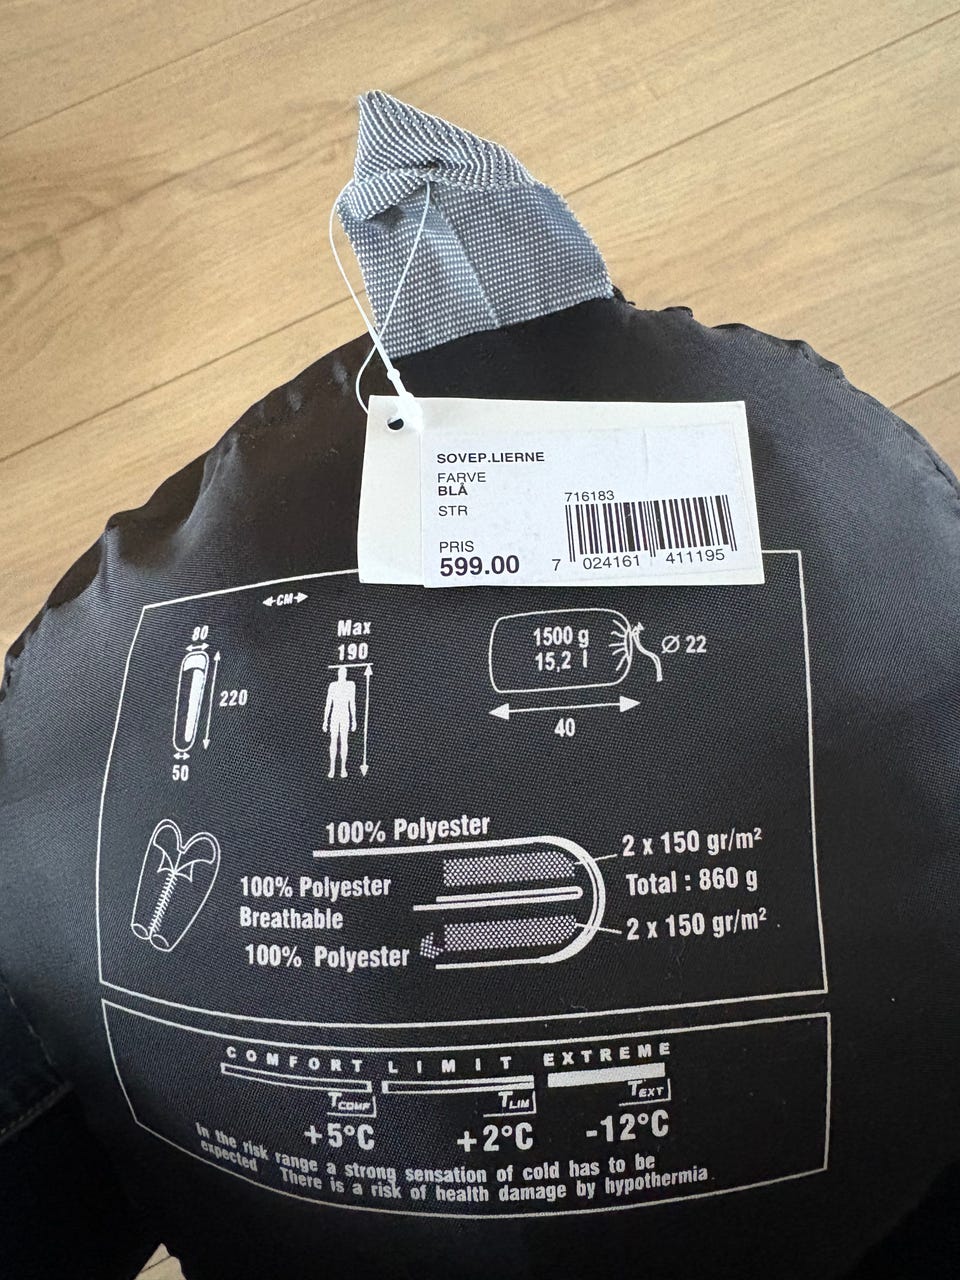 SOVEP.LIERNE
FARVE
BLÅ
STR
716183
PRIS
599.00
7 024161 411195
CM
80
220
50
Max
190
1500 g
15,2 l
Ø 22
40
100% Polyester
2 x 150 gr/m²
Total : 860 g
100% Polyester
Breathable
2 x 150 gr/m²
100% Polyester
COMFORT LIMIT EXTREME
TCOMF TLIM TEXT
+5°C +2°C -12°C
In the risk range a strong sensation of cold has to be
expected There is a risk of health damage by hypothermia.